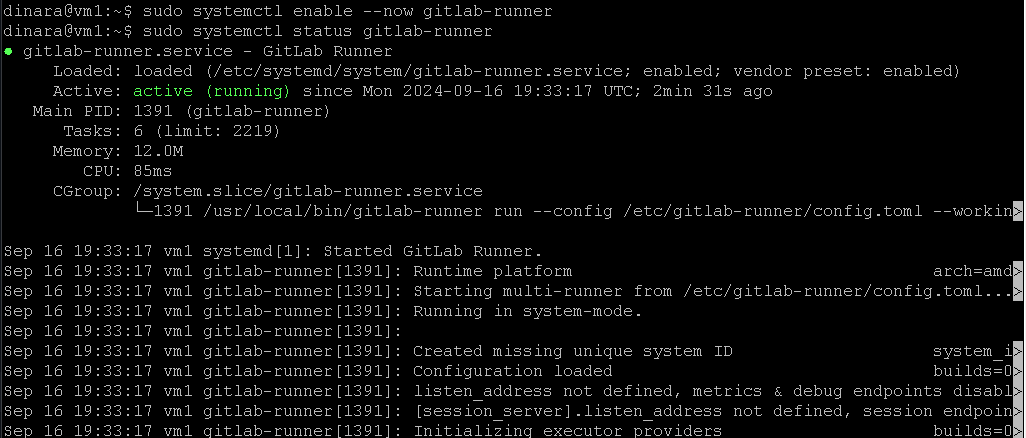 dinara@vm1:~$ sudo systemctl enable --now gitlab-runner
dinara@vm1:~$ sudo systemctl status gitlab-runner
● gitlab-runner.service - GitLab Runner
     Loaded: loaded (/etc/systemd/system/gitlab-runner.service; enabled; vendor preset: enabled)
     Active: active (running) since Mon 2024-09-16 19:33:17 UTC; 2min 31s ago
   Main PID: 1391 (gitlab-runner)
      Tasks: 6 (limit: 2219)
     Memory: 12.0M
        CPU: 85ms
     CGroup: /system.slice/gitlab-runner.service
             └─1391 /usr/local/bin/gitlab-runner run --config /etc/gitlab-runner/config.toml --workin>

Sep 16 19:33:17 vm1 systemd[1]: Started GitLab Runner.
Sep 16 19:33:17 vm1 gitlab-runner[1391]: Runtime platform                                    arch=amd>
Sep 16 19:33:17 vm1 gitlab-runner[1391]: Starting multi-runner from /etc/gitlab-runner/config.toml...>
Sep 16 19:33:17 vm1 gitlab-runner[1391]: Running in system-mode.
Sep 16 19:33:17 vm1 gitlab-runner[1391]:
Sep 16 19:33:17 vm1 gitlab-runner[1391]: Created missing unique system ID                    system_i>
Sep 16 19:33:17 vm1 gitlab-runner[1391]: Configuration loaded                                builds=0>
Sep 16 19:33:17 vm1 gitlab-runner[1391]: listen_address not defined, metrics & debug endpoints disabl>
Sep 16 19:33:17 vm1 gitlab-runner[1391]: [session_server].listen_address not defined, session endpoin>
Sep 16 19:33:17 vm1 gitlab-runner[1391]: Initializing executor providers                     builds=0>